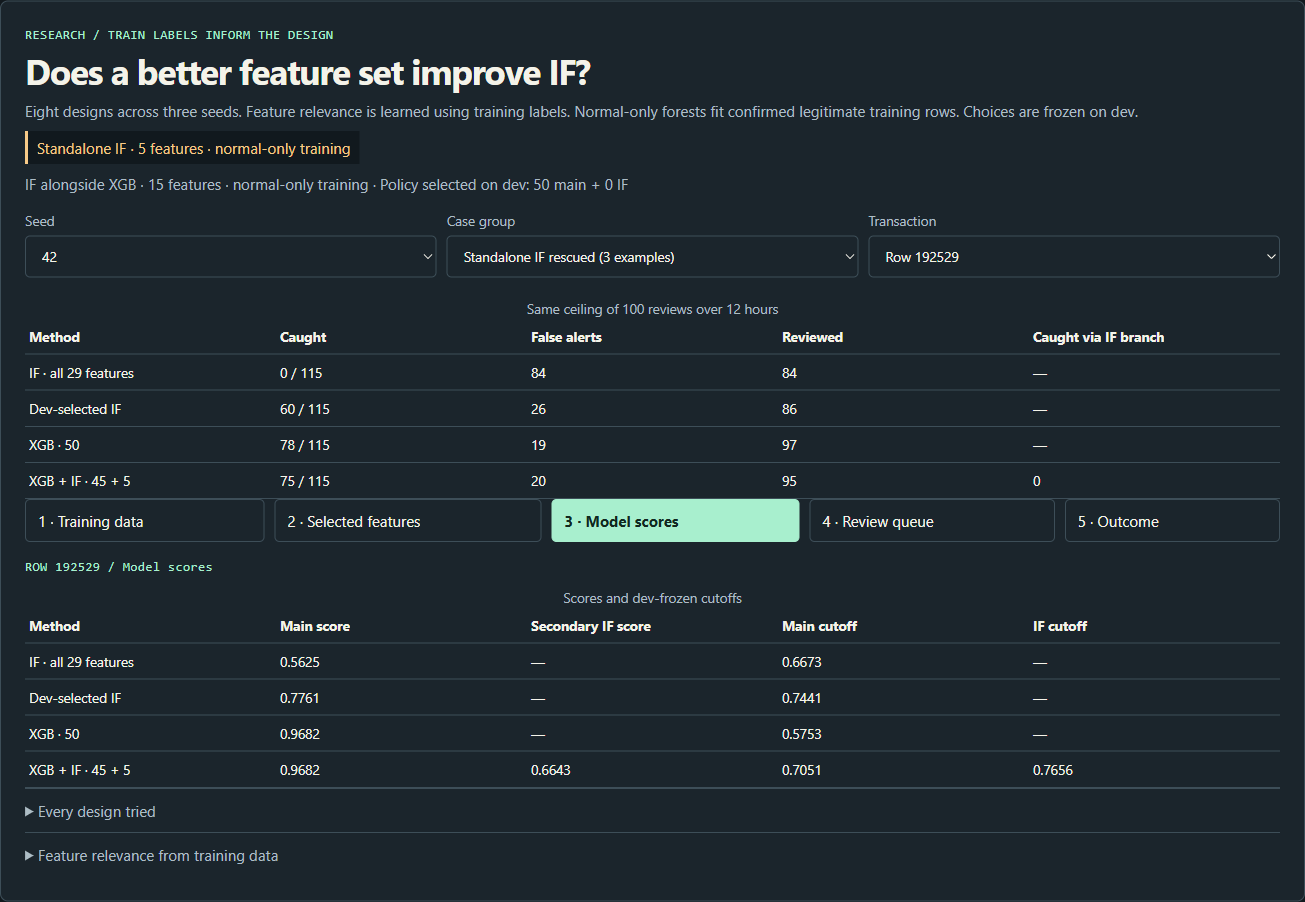 RESEARCH / TRAIN LABELS INFORM THE DESIGN
Does a better feature set improve IF?
Eight designs across three seeds. Feature relevance is learned using training labels. Normal-only forests fit confirmed legitimate training rows. Choices are frozen on dev.
Standalone IF · 5 features · normal-only training
IF alongside XGB · 15 features · normal-only training · Policy selected on dev: 50 main + 0 IF
Seed Case group Transaction
42 Standalone IF rescued (3 examples) Row 192529
Same ceiling of 100 reviews over 12 hours
Method Caught False alerts Reviewed Caught via IF branch
IF · all 29 features 0 / 115 84 84 —
Dev-selected IF 60 / 115 26 86 —
XGB · 50 78 / 115 19 97 —
XGB + IF · 45 + 5 75 / 115 20 95 0
1 · Training data 2 · Selected features 3 · Model scores 4 · Review queue 5 · Outcome
ROW 192529 / Model scores
Scores and dev-frozen cutoffs
Method Main score Secondary IF score Main cutoff IF cutoff
IF · all 29 features 0.5625 — 0.6673 —
Dev-selected IF 0.7761 — 0.7441 —
XGB · 50 0.9682 — 0.5753 —
XGB + IF · 45 + 5 0.9682 0.6643 0.7051 0.7656
▶ Every design tried
▶ Feature relevance from training data